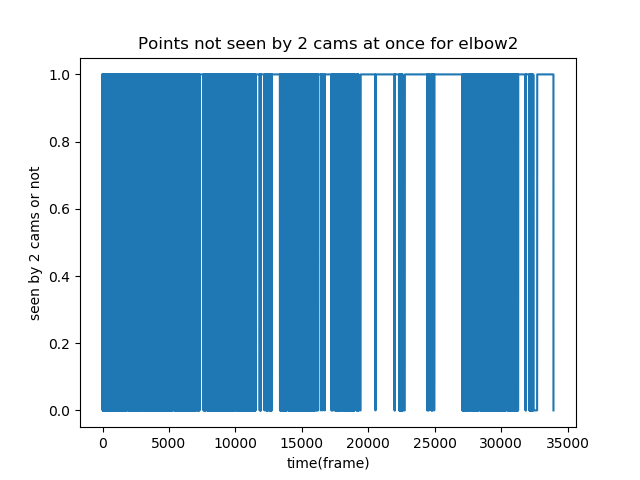 Points not seen by 2 cams at once for elbow2
seen by 2 cams or not
1.0
0.8
0.6
0.4
0.2
0.0
0 5000 10000 15000 20000 25000 30000 35000
time(frame)